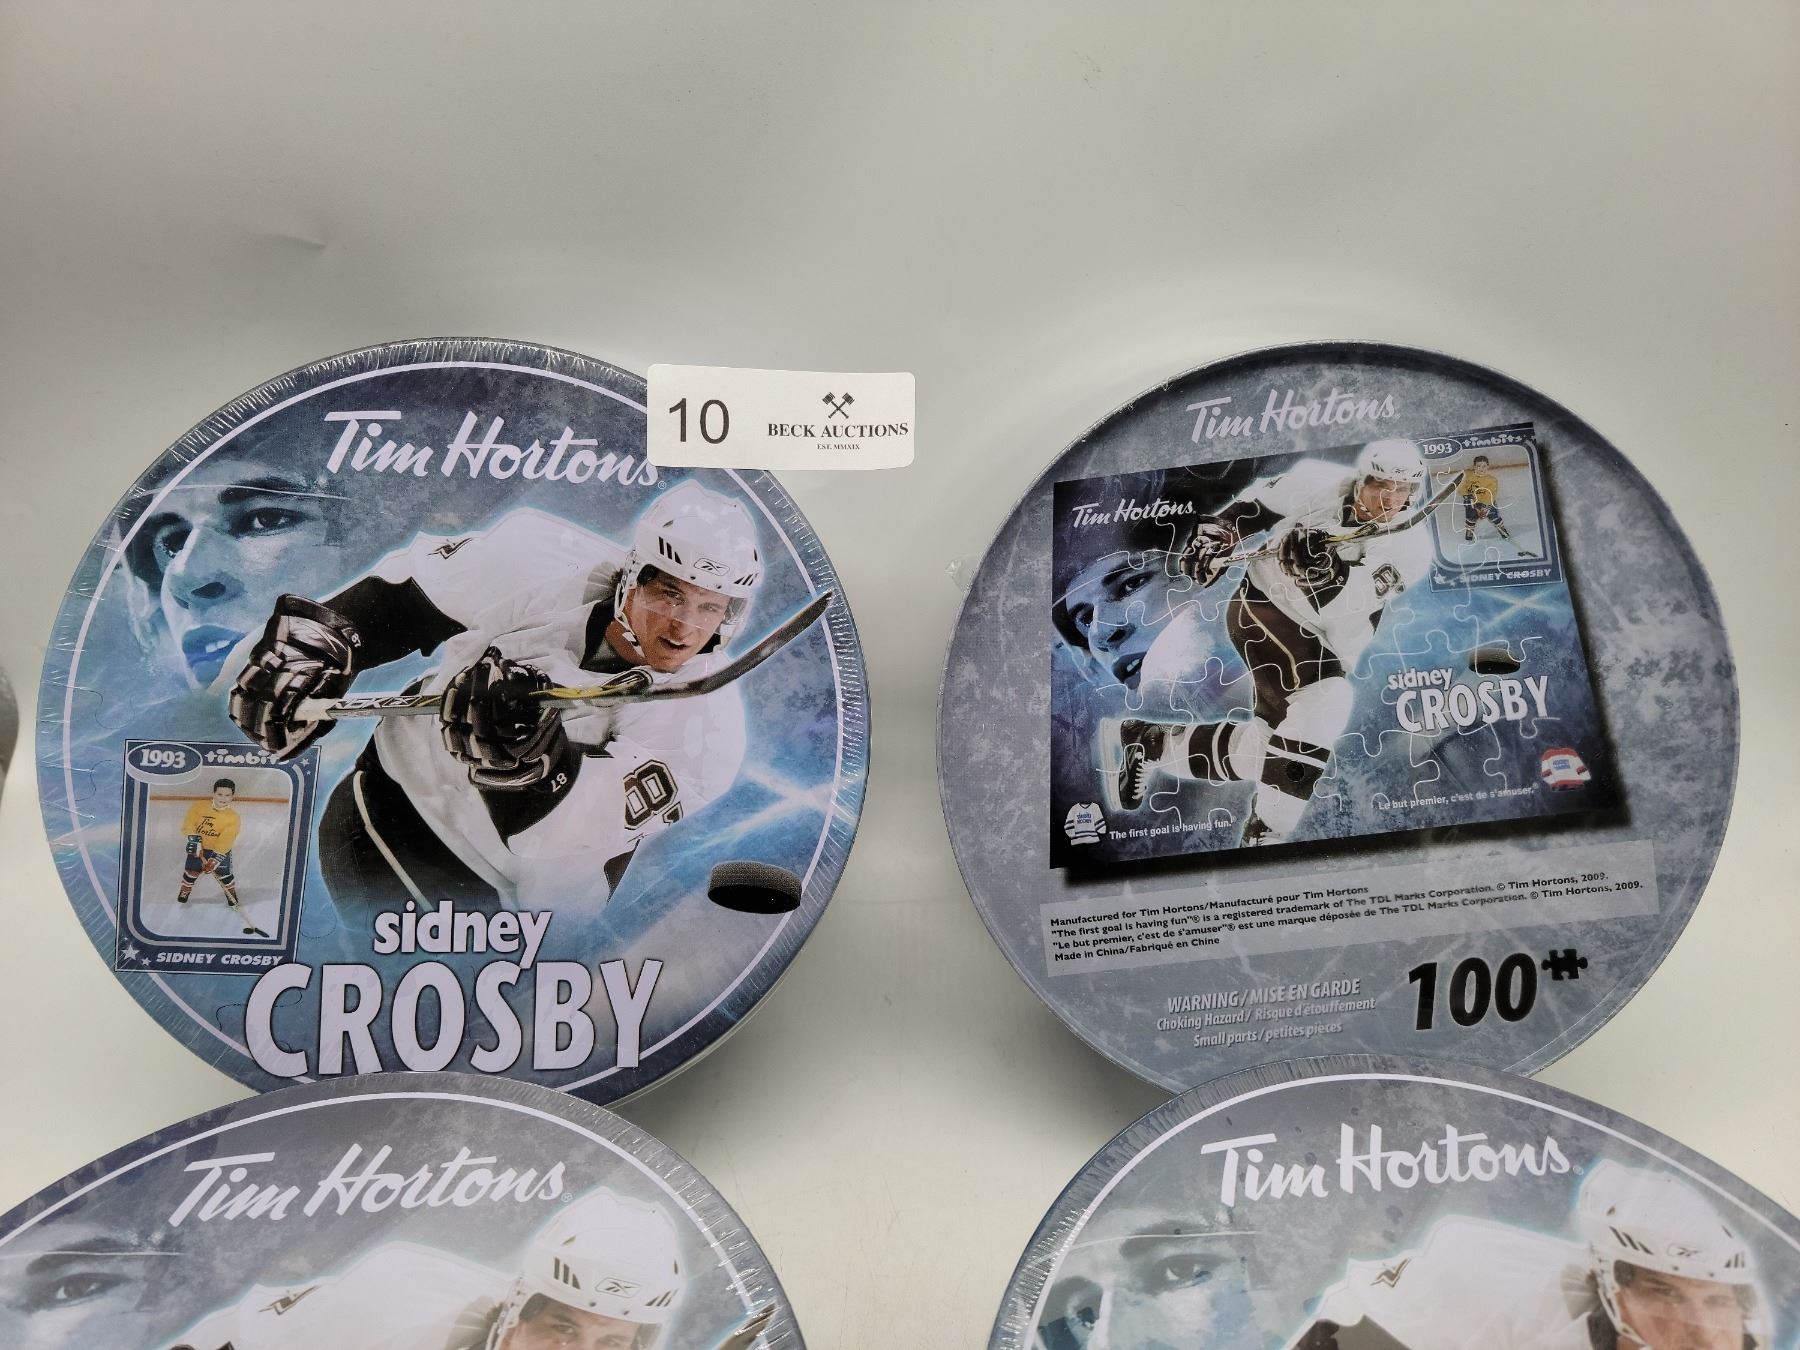 10
BECK AUCTIONS
EST. MMXIX
Tim Hortons®
RBK
87
87
1993 timbit
Tim
Horton
SIDNEY CROSBY
sidney
CROSBY
Tim Hortons
1993 timbits
Tim Hortons
SIDNEY CROSBY
sidney
CROSBY
The first goal is having fun.®
Le but premier, c'est de s'amuser.®
Manufactured for Tim Hortons/Manufacturé pour Tim Hortons
"The first goal is having fun"® is a registered trademark of The TDL Marks Corporation. © Tim Hortons, 2009.
"Le but premier, c'est de s'amuser"® est une marque déposée de The TDL Marks Corporation. © Tim Hortons, 2009.
Made in China/Fabriqué en Chine
WARNING/MISE EN GARDE
Choking Hazard/ Risque d'étouffement
Small parts/petites pièces
100
Tim Hortons®
Tim Hortons®